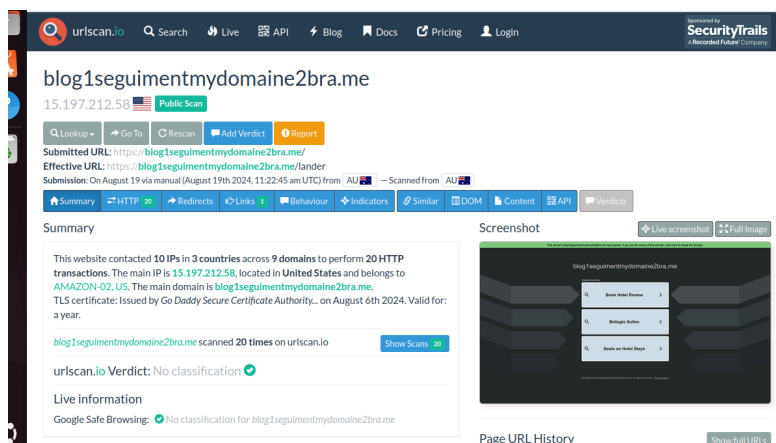 urlscan.io Search Live API Blog Docs Pricing Login
Sponsored by
SecurityTrails
A Recorded Future Company
blog1seguimentmydomaine2bra.me
15.197.212.58 Public Scan
Lookup Go To Rescan Add Verdict Report
Submitted URL: https://blog1seguimentmydomaine2bra.me/
Effective URL: https://blog1seguimentmydomaine2bra.me/lander
Submission: On August 19 via manual (August 19th 2024, 11:22:45 am UTC) from AU — Scanned from AU
Summary HTTP 20 Redirects Links 1 Behaviour Indicators Similar DOM Content API Verdicts
Summary
This website contacted 10 IPs in 3 countries across 9 domains to perform 20 HTTP
transactions. The main IP is 15.197.212.58, located in United States and belongs to
AMAZON-02, US. The main domain is blog1seguimentmydomaine2bra.me.
TLS certificate: Issued by Go Daddy Secure Certificate Authority... on August 6th 2024. Valid for:
a year.
blog1seguimentmydomaine2bra.me scanned 20 times on urlscan.io Show Scans 20
urlscan.io Verdict: No classification
Live information
Google Safe Browsing: No classification for blog1seguimentmydomaine2bra.me
Screenshot Live screenshot Full Image
blog1seguimentmydomaine2bra.me
Book Hotel Rooms
Bellagio Suites
Deals on Hotel Stays
Page URL History Show full URLs